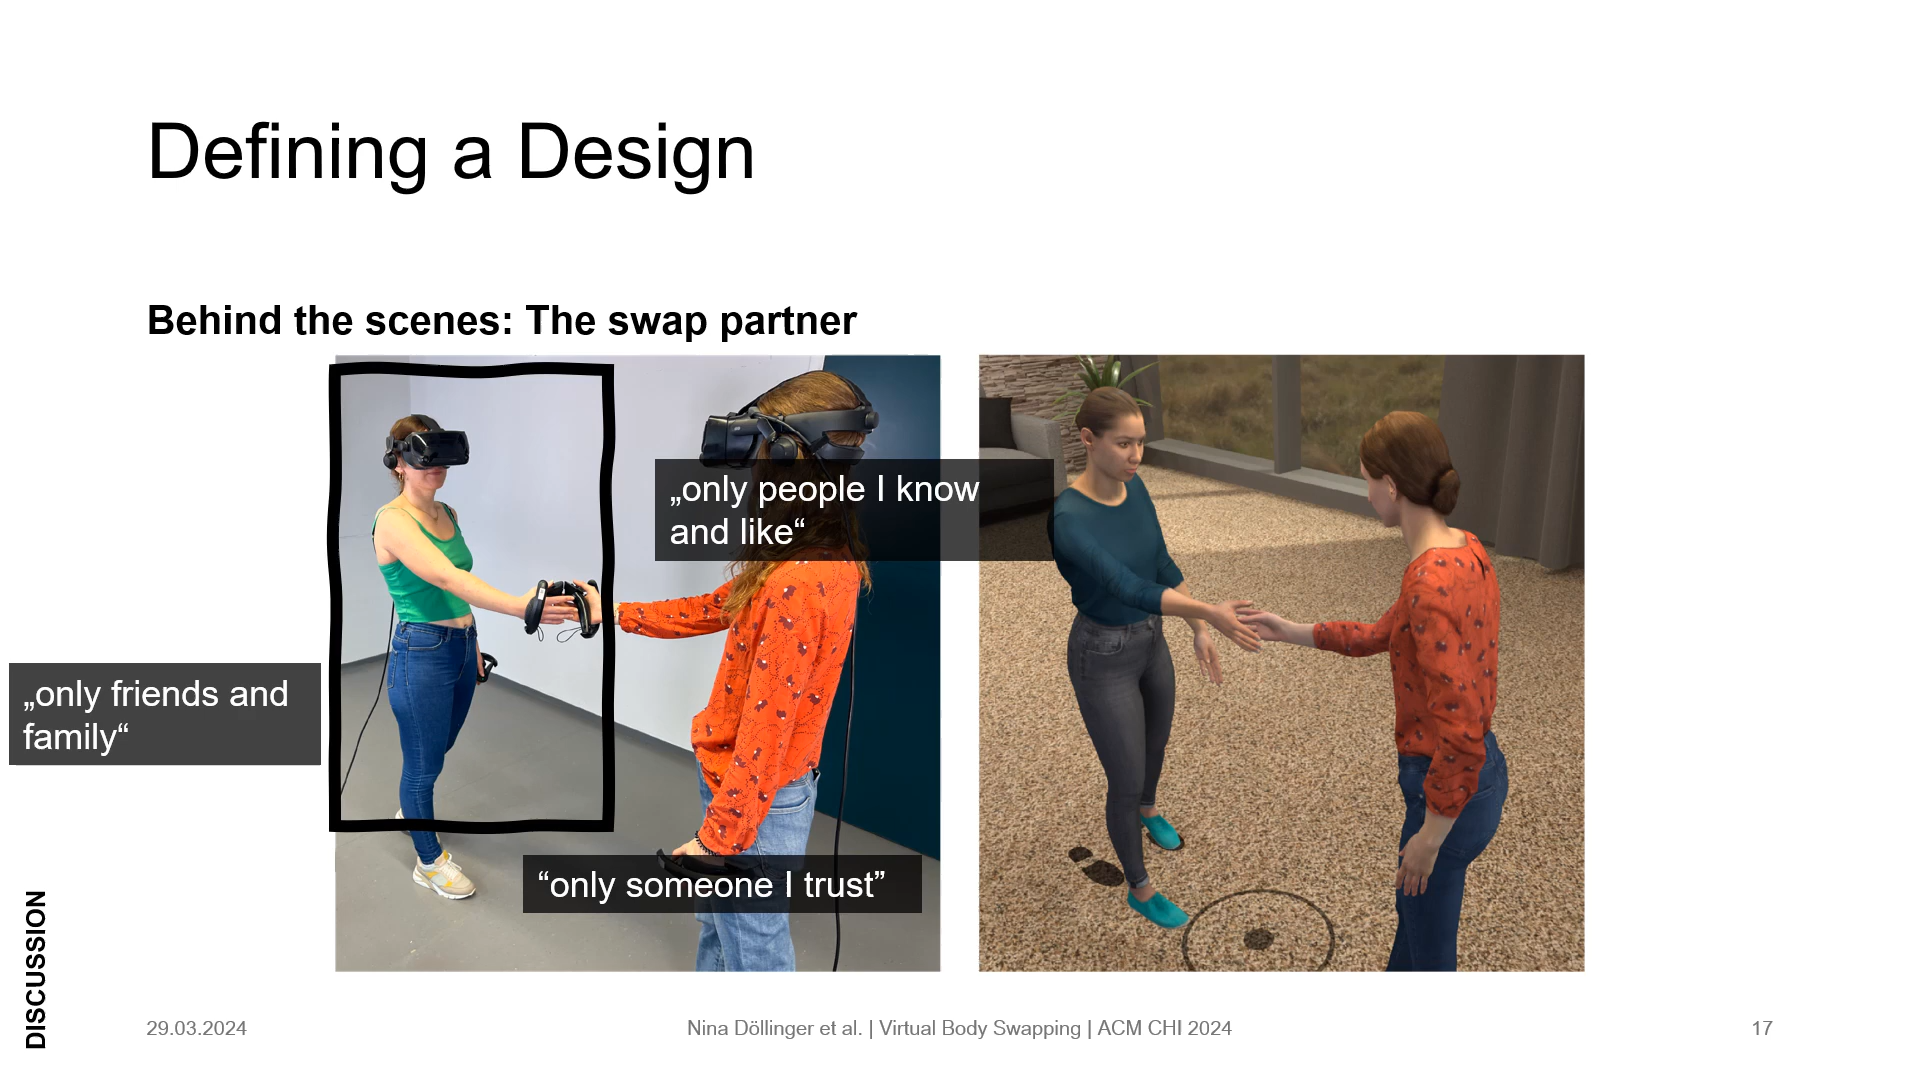 Defining a Design
Behind the scenes: The swap partner
„only people I know
and like“
„only friends and
family“
“only someone I trust”
DISCUSSION
29.03.2024
Nina Döllinger et al. | Virtual Body Swapping | ACM CHI 2024
17